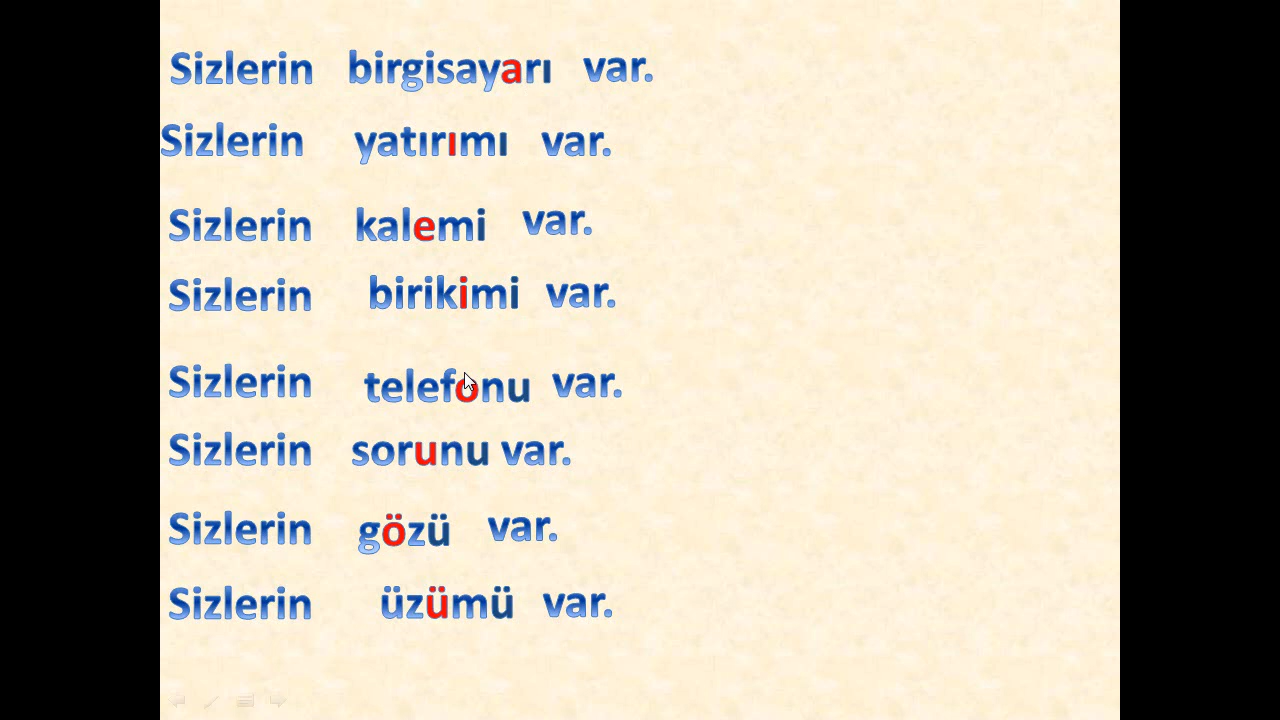 Sizlerin birgisayarı var.
Sizlerin yatırımı var.
Sizlerin kalemi var.
Sizlerin birikimi var.
Sizlerin telefonu var.
Sizlerin sorunu var.
Sizlerin gözü var.
Sizlerin üzümü var.